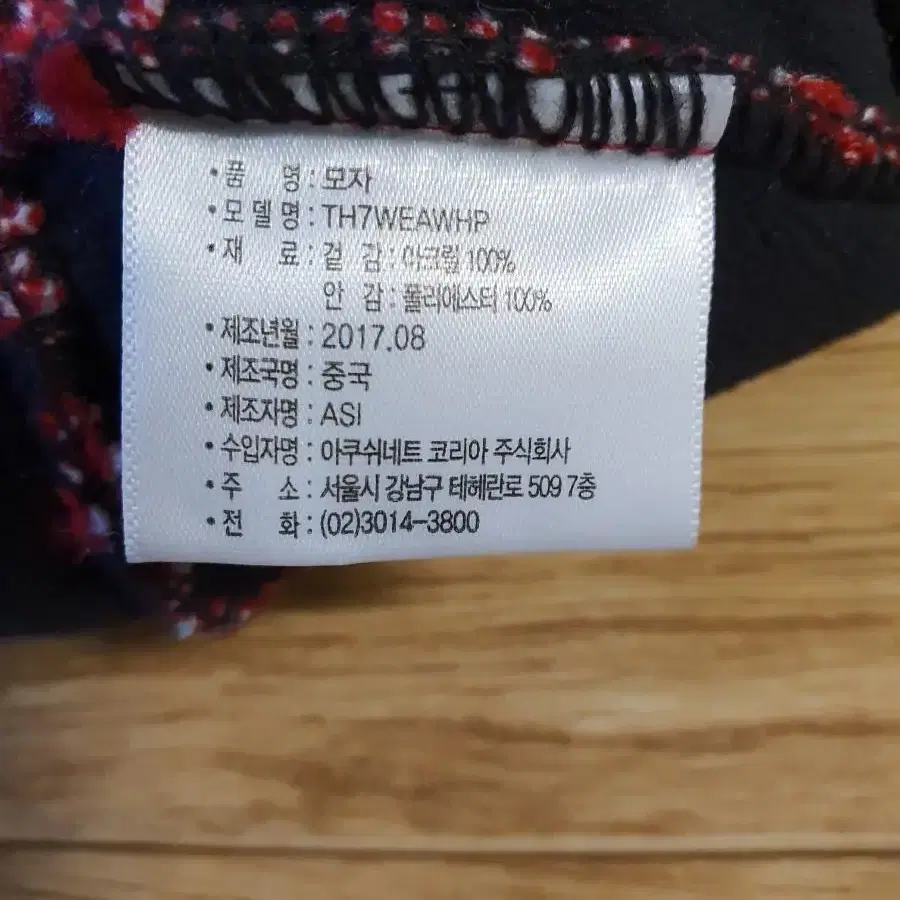 · 품 명 : 모자
· 모 델 명 : TH7WEAWHP
· 재 료 : 겉 감 : 아크릴 100%
안 감 : 폴리에스터 100%
· 제조년월 : 2017.08
· 제조국명 : 중국
· 제조자명 : ASI
· 수입자명 : 아쿠쉬네트 코리아 주식회사
· 주 소 : 서울시 강남구 테헤란로 509 7층
· 전 화 : (02)3014-3800